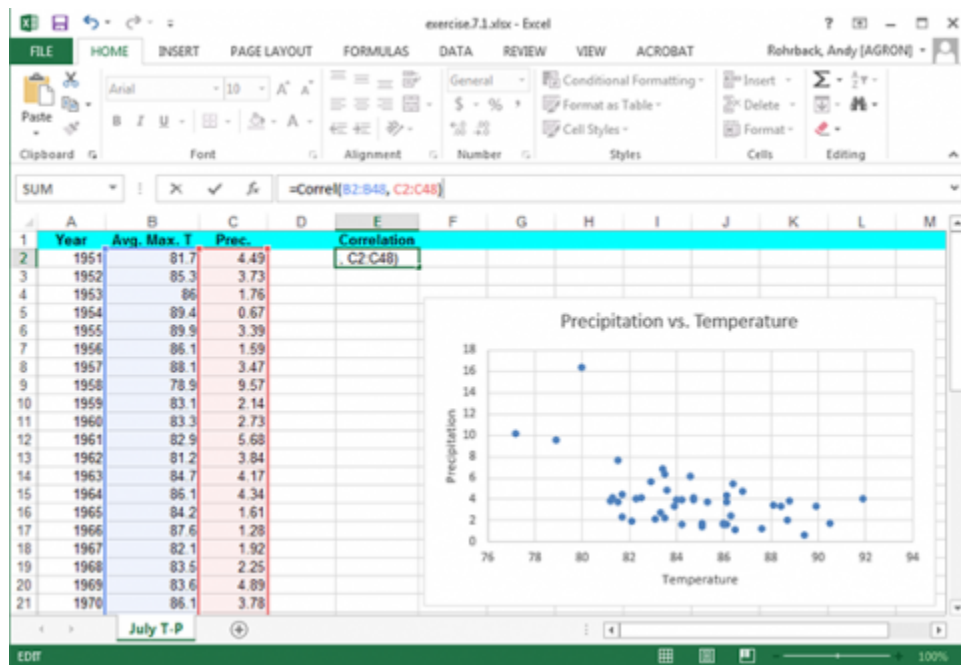 exercise.7.1.xlsx - Excel
FILE HOME INSERT PAGE LAYOUT FORMULAS DATA REVIEW VIEW ACROBAT Rohrback, Andy [AGRON]
Paste Arial 10 A A General Conditional Formatting Insert Σ
B I U A $ % , Format as Table Delete
Cell Styles Format
Clipboard Font Alignment Number Styles Cells Editing
SUM fx =Correl(B2:B48, C2:C48)
A B C D E F G H I J K L M
1 Year Avg. Max. T Prec. Correlation
2 1951 81.7 4.49 , C2:C48)
3 1952 85.3 3.73
4 1953 86 1.76
5 1954 89.4 0.67
6 1955 89.9 3.39
7 1956 86.1 1.59
8 1957 88.1 3.47
9 1958 78.9 9.57
10 1959 83.1 2.14
11 1960 83.3 2.73
12 1961 82.9 5.68
13 1962 81.2 3.84
14 1963 84.7 4.17
15 1964 86.1 4.34
16 1965 84.2 1.61
17 1966 87.6 1.28
18 1967 82.1 1.92
19 1968 83.5 2.25
20 1969 83.6 4.89
21 1970 86.1 3.78
Precipitation vs. Temperature
18
16
14
12
10
8
6
4
2
0
Precipitation
76 78 80 82 84 86 88 90 92 94
Temperature
July T-P
EDIT 100%